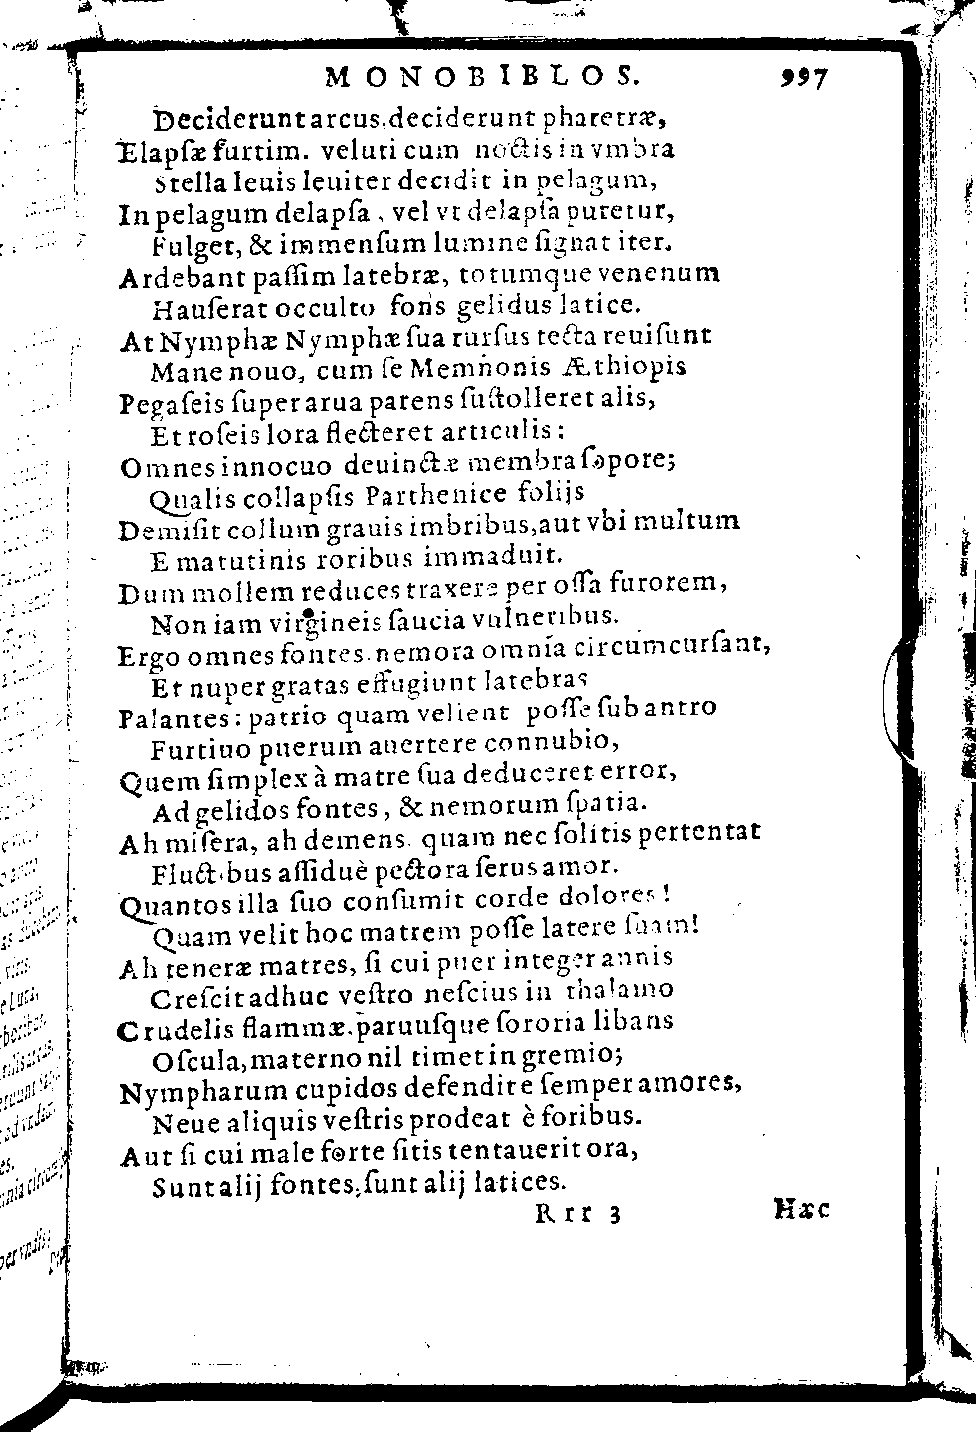 MONOBIBLOS. 997
Deciderunt arcus, deciderunt pharetræ,
Elapſæ furtim. veluti cum noctis in vmbra
Stella leuis leuiter decidit in pelagum,
In pelagum delapſa, vel vt delapſa putetur,
Fulget, & immenſum lumine ſignat iter.
Ardebant paſſim latebræ, totumque venenum
Hauſerat occulto fons gelidus latice.
At Nymphæ Nymphæ ſua rurſus tecta reuiſunt
Mane nouo, cum ſe Memnonis Æthiopis
Pegaſeis ſuper arua parens ſuſtolleret alis,
Et roſeis lora flecteret articulis:
Omnes innocuo deuinctæ membra ſopore;
Qualis collapſis Parthenice folijs
Demiſit collum grauis imbribus, aut vbi multum
E matutinis roribus immaduit.
Dum mollem reduces traxere per oſſa furorem,
Non iam virgineis ſaucia vulneribus.
Ergo omnes fontes, nemora omnia circumcurſant,
Et nuper gratas effugiunt latebras
Palantes: patrio quam velient poſſe ſub antro
Furtiuo puerum auertere connubio,
Quem ſimplex à matre ſua deduceret error,
Ad gelidos fontes, & nemorum ſpatia.
Ah miſera, ah demens. quam nec ſolitis pertentat
Fluctibus aſſiduè pectora ſerus amor.
Quantos illa ſuo conſumit corde dolores!
Quam velit hoc matrem poſſe latere ſuam!
Ah teneræ matres, ſi cui puer integer annis
Creſcit adhuc veſtro neſcius in thalamo
Crudelis flammæ. paruuſque ſororia libans
Oſcula, materno nil timet in gremio;
Nympharum cupidos defendite ſemper amores,
Neue aliquis veſtris prodeat è foribus.
Aut ſi cui male forte ſitis tentauerit ora,
Sunt alij fontes; ſunt alij latices.
Rrr 3 Hæc